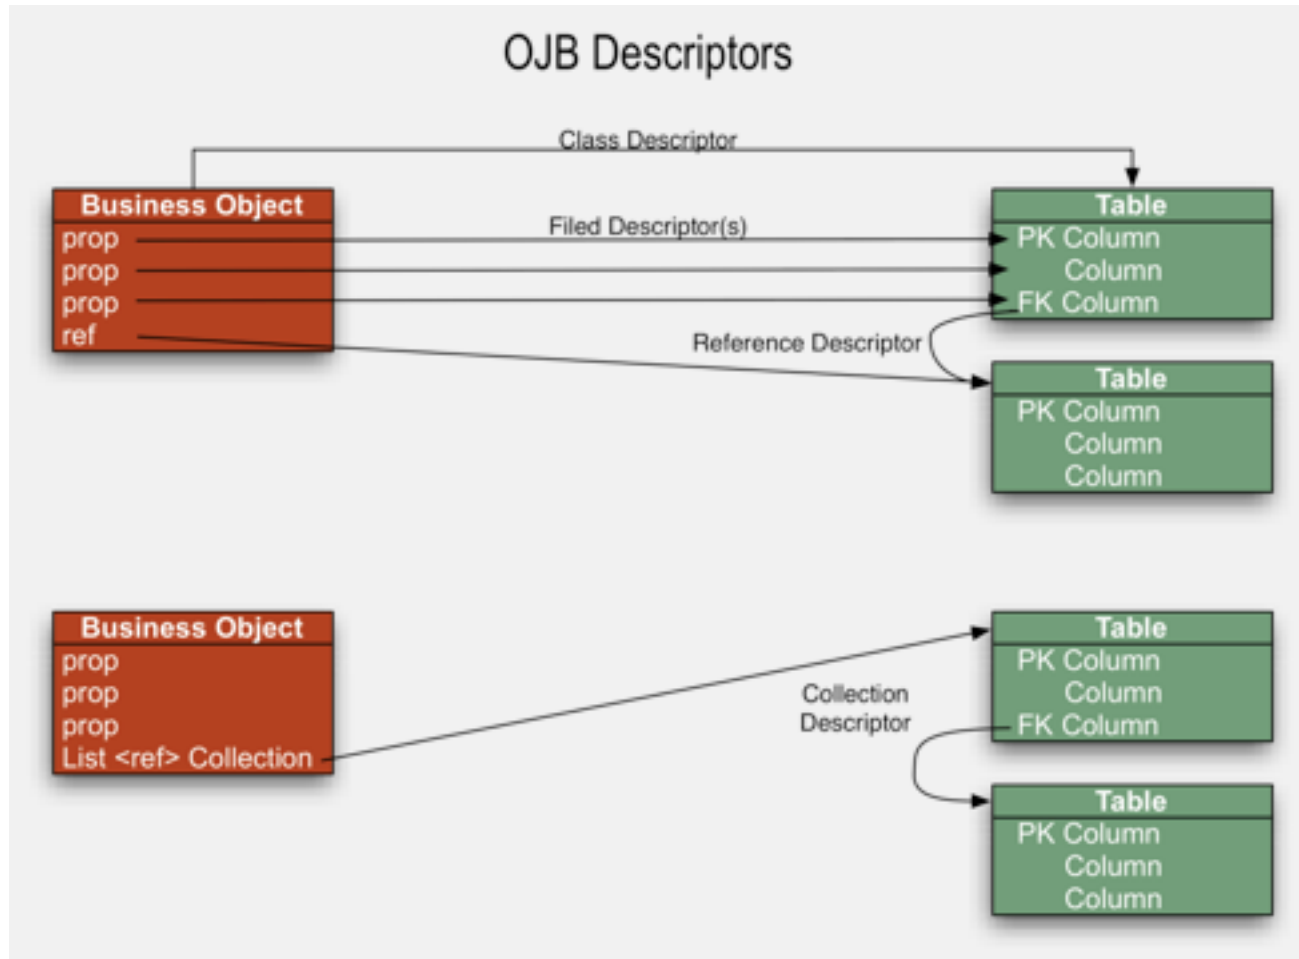 OJB Descriptors
Class Descriptor
Business Object
prop
prop
prop
ref
Filed Descriptor(s)
Table
PK Column
Column
FK Column
Reference Descriptor
Table
PK Column
Column
Column
Business Object
prop
prop
prop
List <ref> Collection
Collection
Descriptor
Table
PK Column
Column
FK Column
Table
PK Column
Column
Column